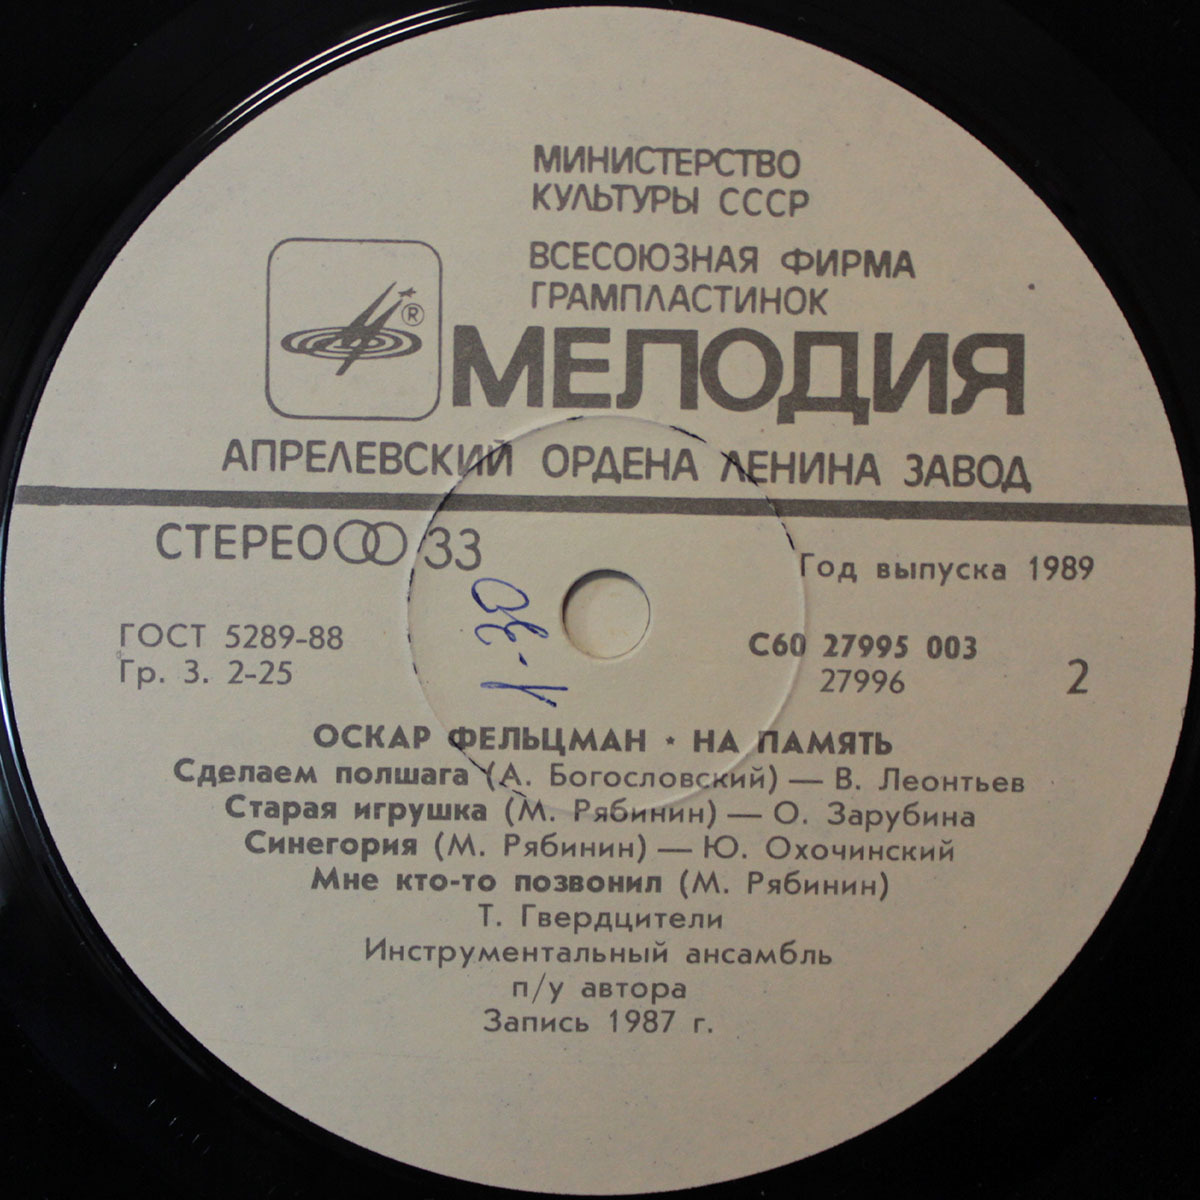 МИНИСТЕРСТВО
КУЛЬТУРЫ СССР
ВСЕСОЮЗНАЯ ФИРМА
ГРАМПЛАСТИНОК
®
МЕЛОДИЯ
АПРЕЛЕВСКИЙ ОРДЕНА ЛЕНИНА ЗАВОД
СТЕРЕО 33
Год выпуска 1989
ГОСТ 5289-88
Гр. 3. 2-25
1-30
С60 27995 003
27996
2
ОСКАР ФЕЛЬЦМАН * НА ПАМЯТЬ
Сделаем полшага (А. Богословский) — В. Леонтьев
Старая игрушка (М. Рябинин) — О. Зарубина
Синегория (М. Рябинин) — Ю. Охочинский
Мне кто-то позвонил (М. Рябинин)
Т. Гвердцители
Инструментальный ансамбль
п/у автора
Запись 1987 г.